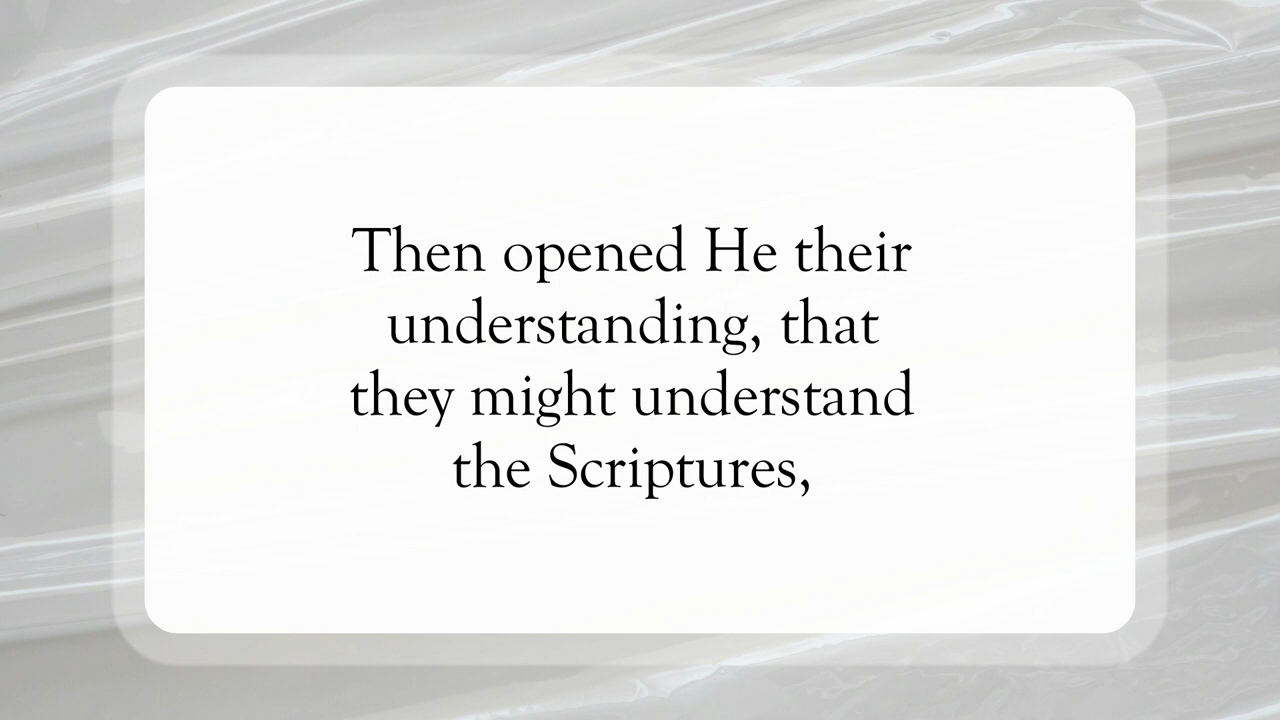 Then opened He their
understanding, that
they might understand
the Scriptures,